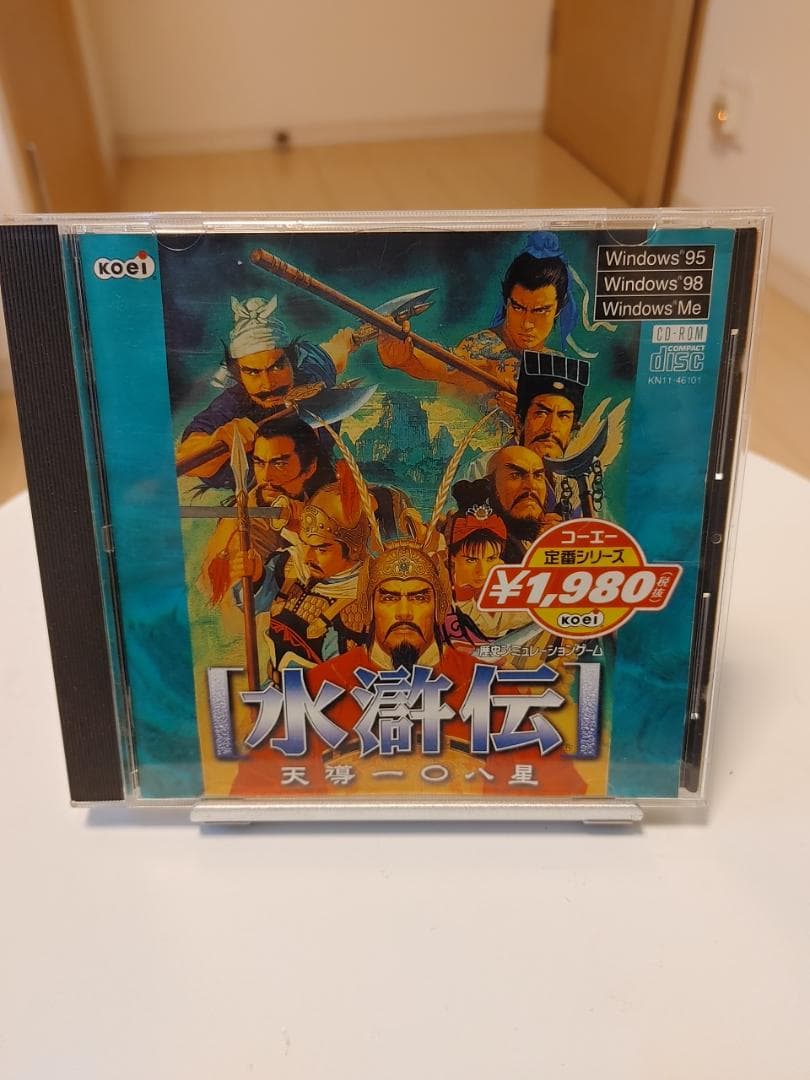 KOEI
Windows®95
Windows®98
Windows®Me
CD-ROM
COMPACT
disc
KN11-46101
コーエー
定番シリーズ
¥1,980(税抜)
KOEI
歴史シミュレーションゲーム
[水滸伝]
天導一〇八星